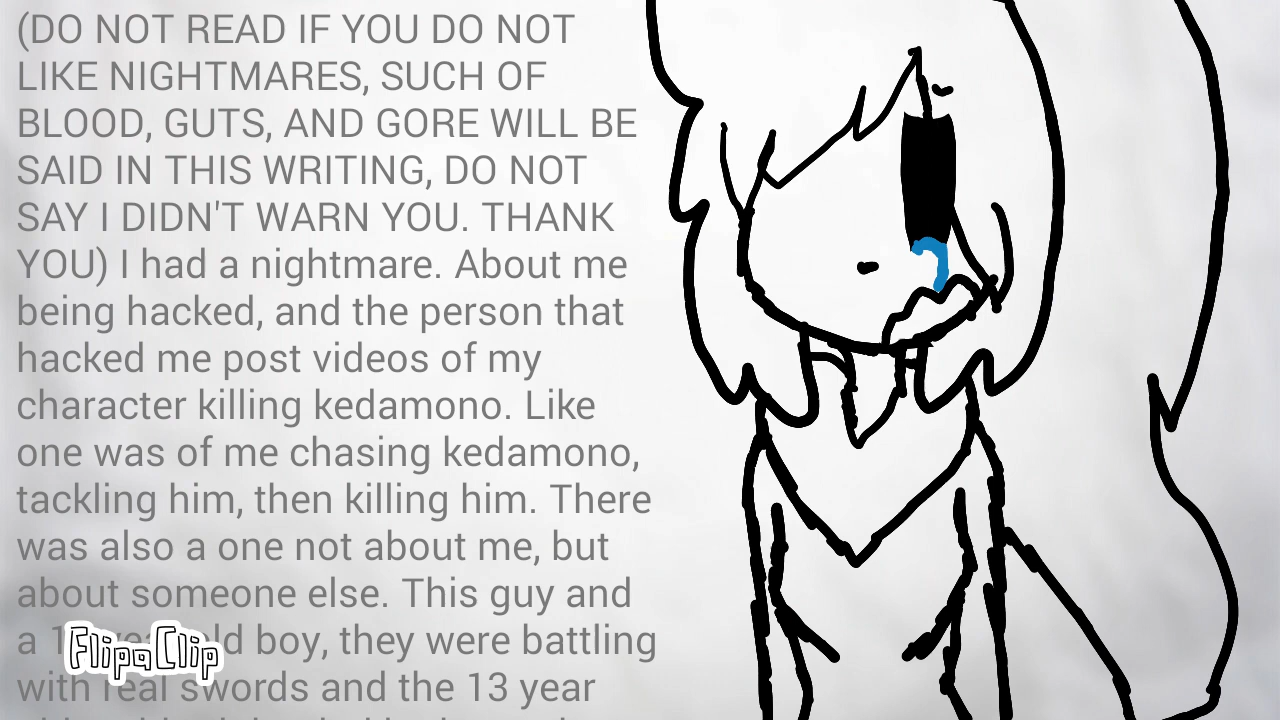 (DO NOT READ IF YOU DO NOT
LIKE NIGHTMARES, SUCH OF
BLOOD, GUTS, AND GORE WILL BE
SAID IN THIS WRITING, DO NOT
SAY I DIDN'T WARN YOU. THANK
YOU) I had a nightmare. About me
being hacked, and the person that
hacked me post videos of my
character killing kedamono. Like
one was of me chasing kedamono,
tackling him, then killing him. There
was also a one not about me, but
about someone else. This guy and
a boy, they were battling
with real swords and the 13 year
FlipaClip